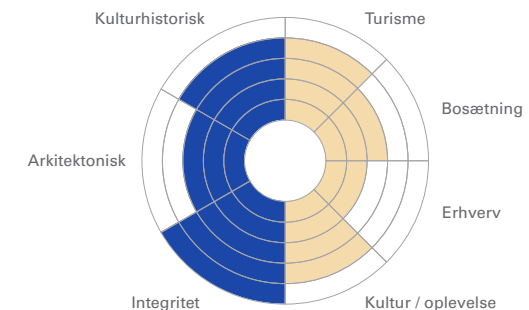 Kulturhistorisk
Turisme
Bosætning
Arkitektonisk
Erhverv
Integritet
Kultur / oplevelse